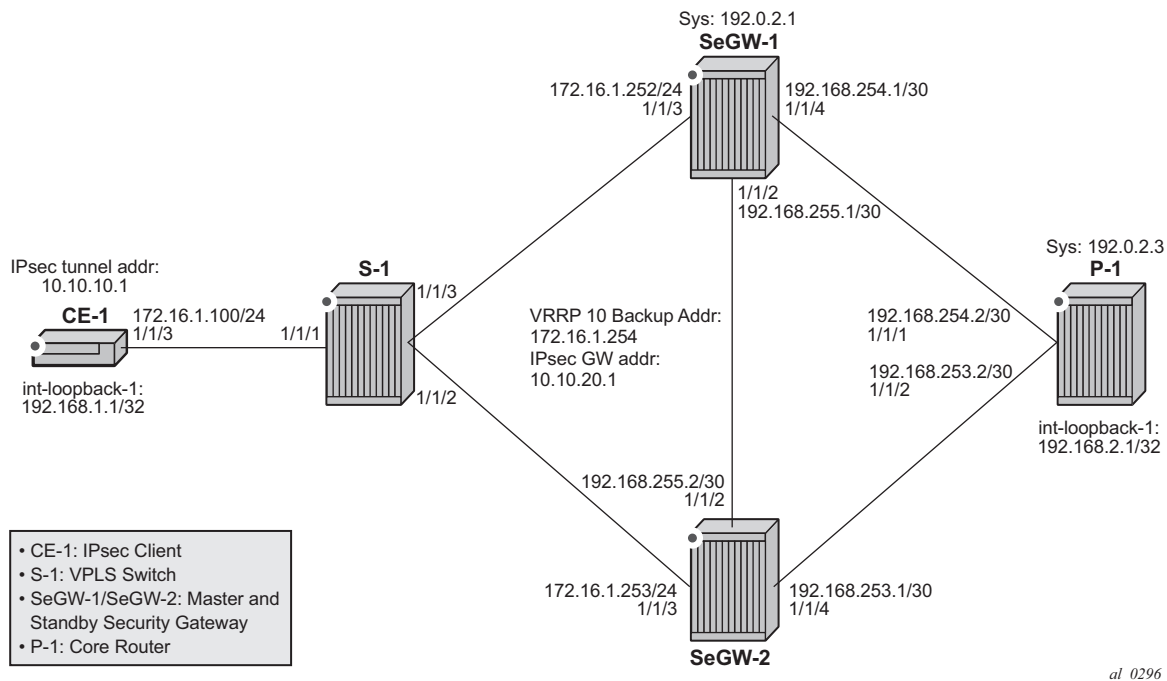 Sys: 192.0.2.1
SeGW-1
172.16.1.252/24
1/1/3
192.168.254.1/30
1/1/4
1/1/2
192.168.255.1/30
IPsec tunnel addr:
10.10.10.1
CE-1
172.16.1.100/24
1/1/3
int-loopback-1:
192.168.1.1/32
S-1
1/1/1
1/1/3
1/1/2
VRRP 10 Backup Addr:
172.16.1.254
IPsec GW addr:
10.10.20.1
Sys: 192.0.2.3
P-1
192.168.254.2/30
1/1/1
192.168.253.2/30
1/1/2
int-loopback-1:
192.168.2.1/32
192.168.255.2/30
1/1/2
172.16.1.253/24
1/1/3
192.168.253.1/30
1/1/4
SeGW-2
• CE-1: IPsec Client
• S-1: VPLS Switch
• SeGW-1/SeGW-2: Master and
Standby Security Gateway
• P-1: Core Router
al_0296